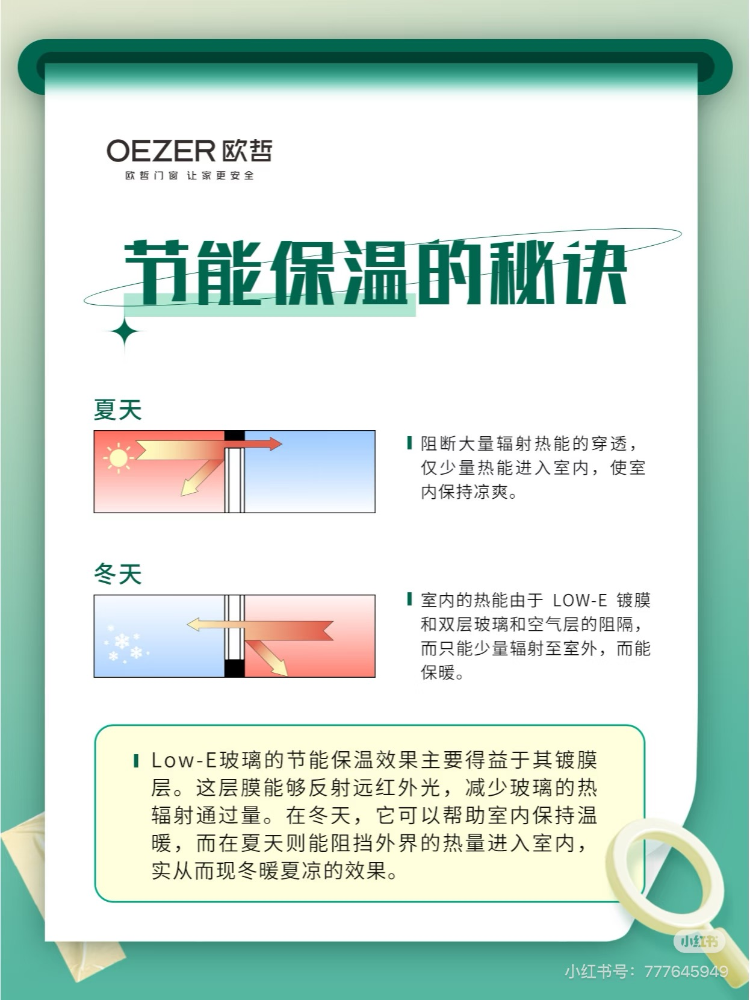 OEZER 欧哲
欧哲门窗 让家更安全
节能保温的秘诀
夏天
阻断大量辐射热能的穿透，
仅少量热能进入室内，使室
内保持凉爽。
冬天
室内的热能由于 LOW-E 镀膜
和双层玻璃和空气层的阻隔，
而只能少量辐射至室外，而能
保暖。
Low-E玻璃的节能保温效果主要得益于其镀膜
层。这层膜能够反射远红外光，减少玻璃的热
辐射通过量。在冬天，它可以帮助室内保持温
暖，而在夏天则能阻挡外界的热量进入室内，
实从而现冬暖夏凉的效果。
小红书
小红书号：777645949